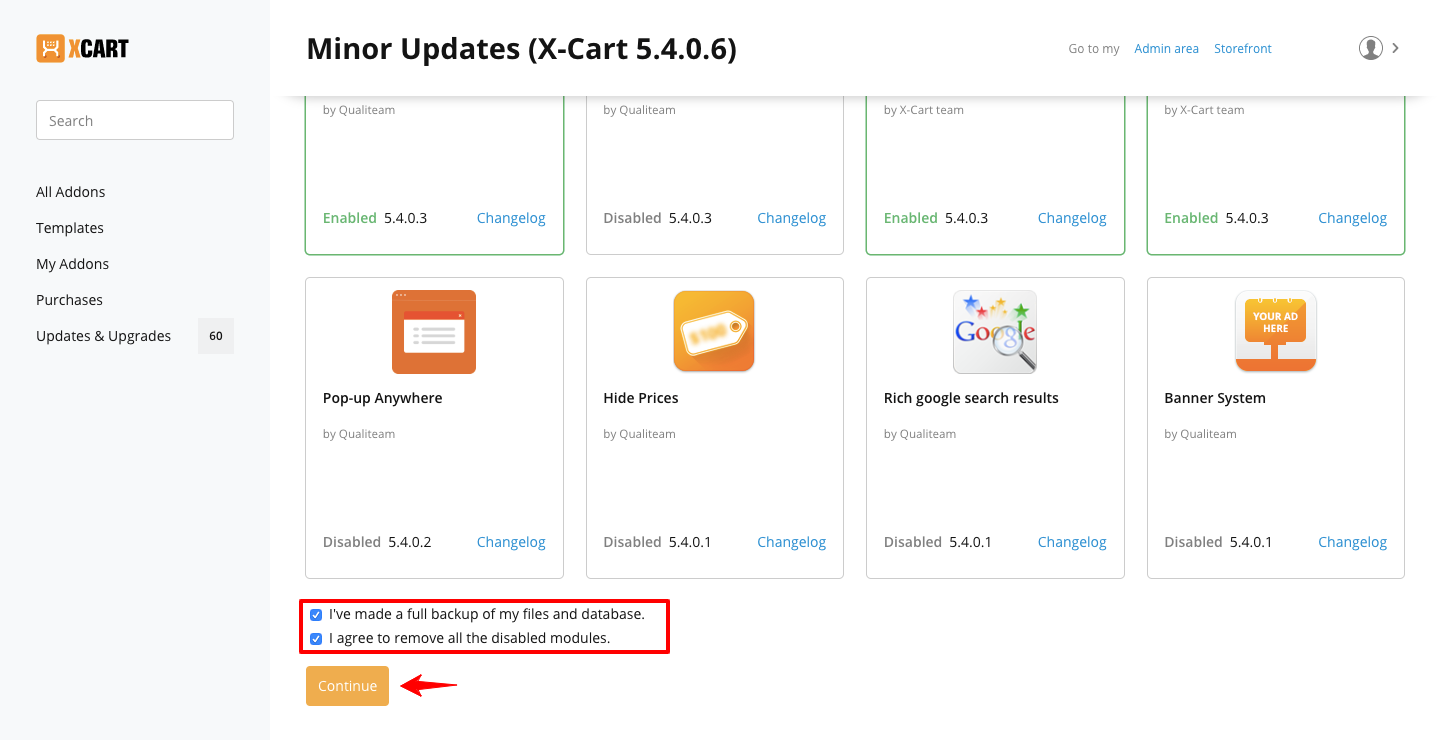 XCART
Minor Updates (X-Cart 5.4.0.6)
Go to my Admin area Storefront
Search
All Addons
Templates
My Addons
Purchases
Updates & Upgrades 60
by Qualiteam
Enabled 5.4.0.3 Changelog
by Qualiteam
Disabled 5.4.0.3 Changelog
by X-Cart team
Enabled 5.4.0.3 Changelog
by X-Cart team
Enabled 5.4.0.3 Changelog
Pop-up Anywhere
by Qualiteam
Disabled 5.4.0.2 Changelog
$100
Hide Prices
by Qualiteam
Disabled 5.4.0.1 Changelog
Google
Rich google search results
by Qualiteam
Disabled 5.4.0.1 Changelog
YOUR AD
HERE
Banner System
by Qualiteam
Disabled 5.4.0.1 Changelog
I've made a full backup of my files and database.
I agree to remove all the disabled modules.
Continue